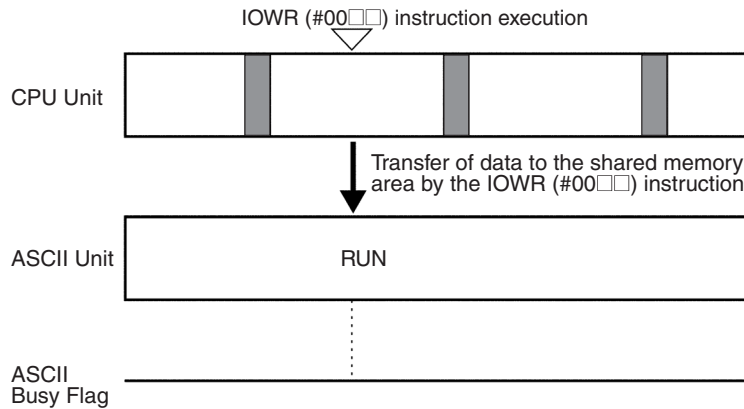 IOWR (#00□□) instruction execution
CPU Unit
Transfer of data to the shared memory
area by the IOWR (#00□□) instruction
ASCII Unit
RUN
ASCII
Busy Flag